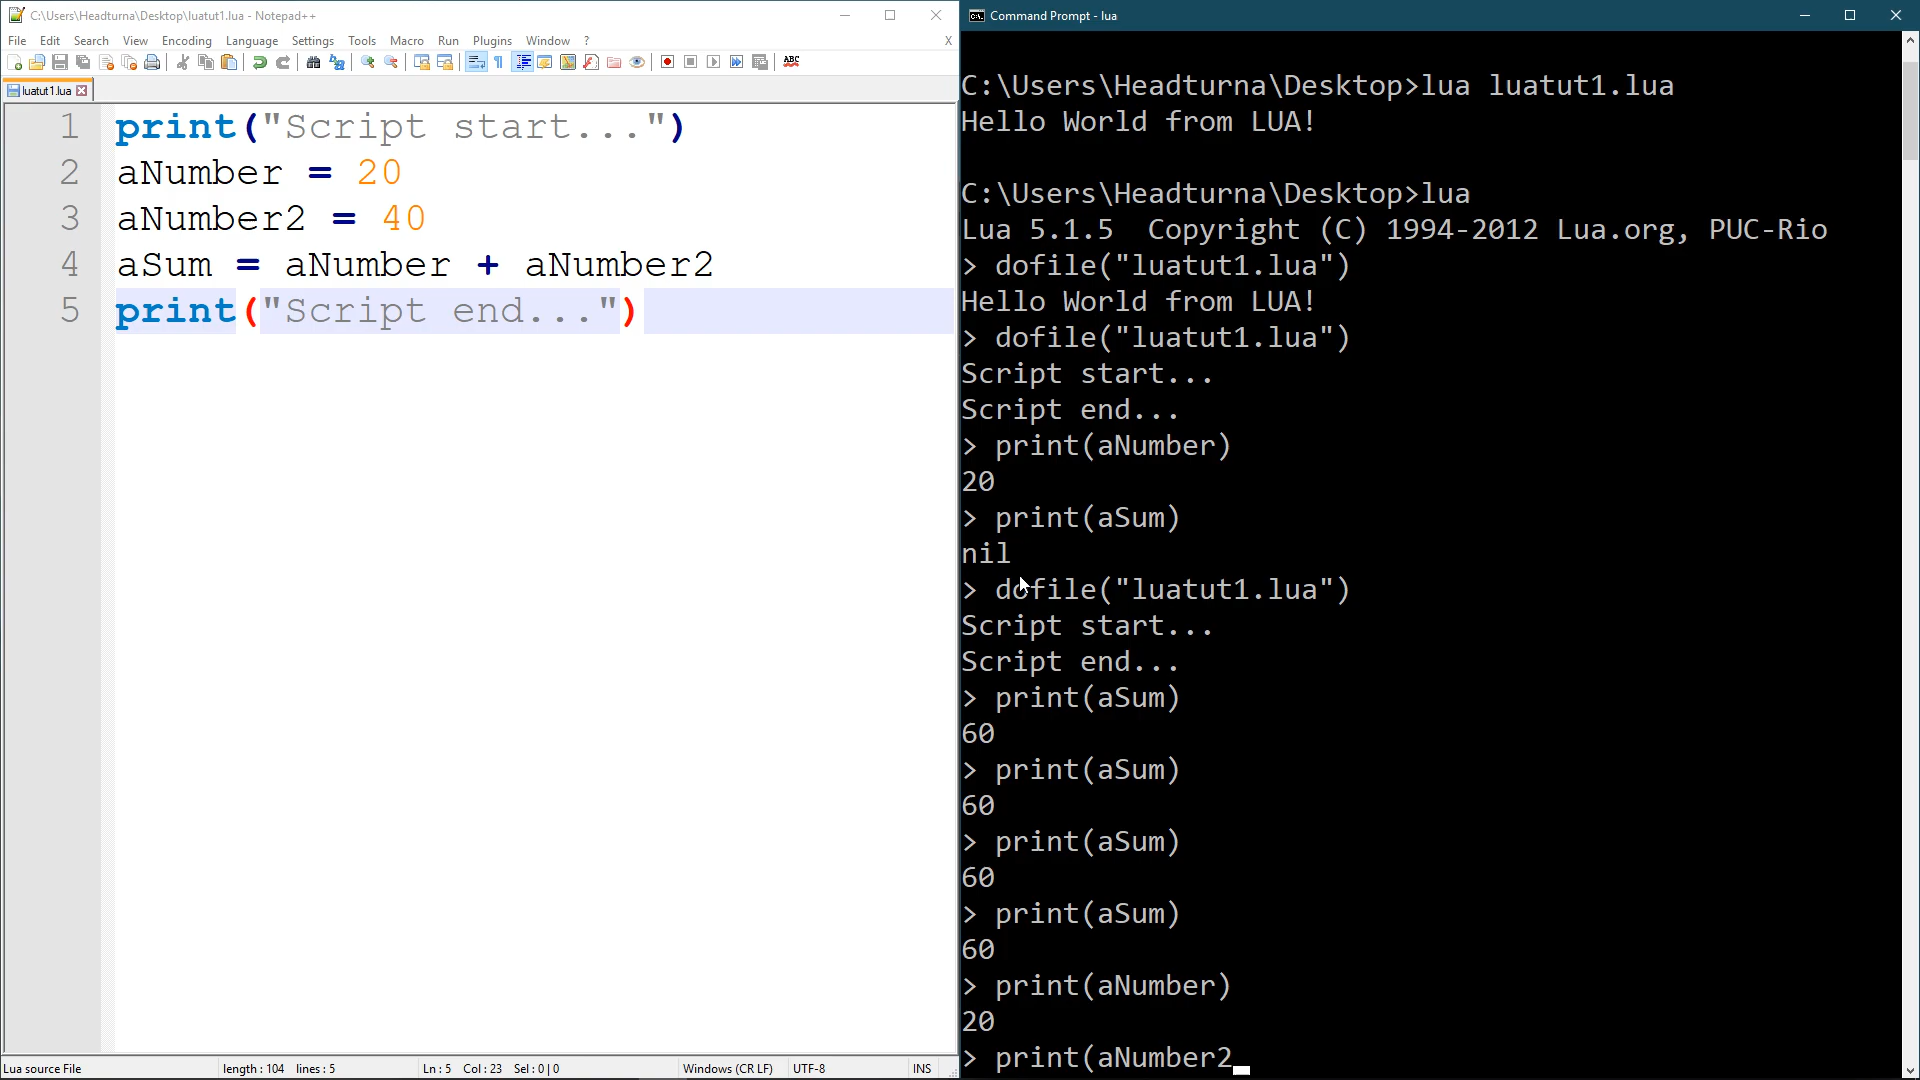 C:\Users\Headturna\Desktop\luatut1.lua - Notepad++
File Edit Search View Encoding Language Settings Tools Macro Run Plugins Window ? X
ABC
luatut1.lua
1 print("Script start...")
2 aNumber = 20
3 aNumber2 = 40
4 aSum = aNumber + aNumber2
5 print("Script end...")
Lua source File length : 104 lines : 5 Ln : 5 Col : 23 Sel : 0 | 0 Windows (CR LF) UTF-8 INS
Command Prompt - lua
C:\Users\Headturna\Desktop>lua luatut1.lua
Hello World from LUA!
C:\Users\Headturna\Desktop>lua
Lua 5.1.5  Copyright (C) 1994-2012 Lua.org, PUC-Rio
> dofile("luatut1.lua")
Hello World from LUA!
> dofile("luatut1.lua")
Script start...
Script end...
> print(aNumber)
20
> print(aSum)
nil
> dofile("luatut1.lua")
Script start...
Script end...
> print(aSum)
60
> print(aSum)
60
> print(aSum)
60
> print(aSum)
60
> print(aNumber)
20
> print(aNumber2